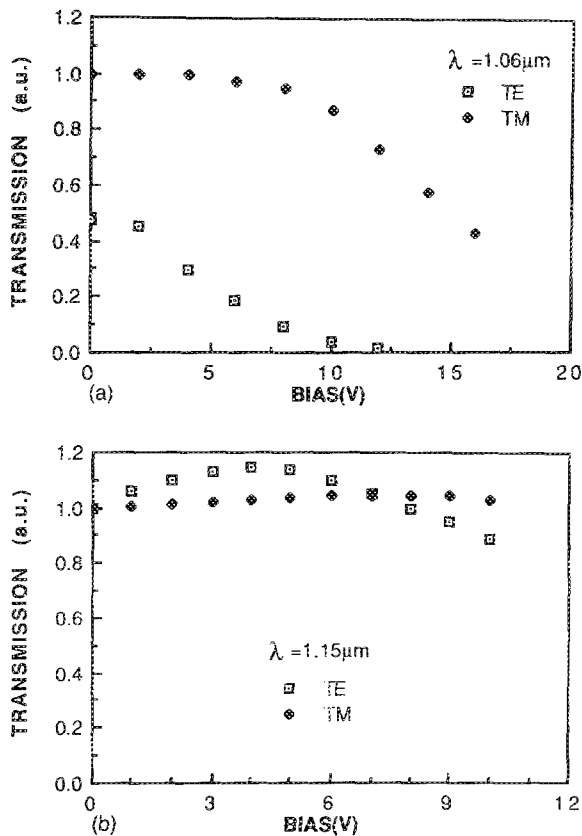 TRANSMISSION (a.u.)
1.2
1.0
0.8
0.6
0.4
0.2
0.0
λ =1.06μm
TE
TM
0 5 10 15 20
(a) BIAS(V)
TRANSMISSION (a.u.)
1.2
1.0
0.8
0.6
0.4
0.2
0.0
λ =1.15μm
TE
TM
0 3 6 9 12
(b) BIAS(V)